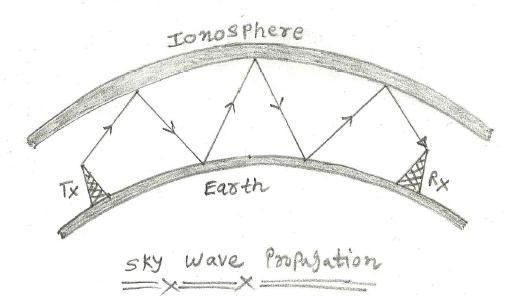 Ionosphere
Tx
Earth
Rx
Sky Wave Propagation